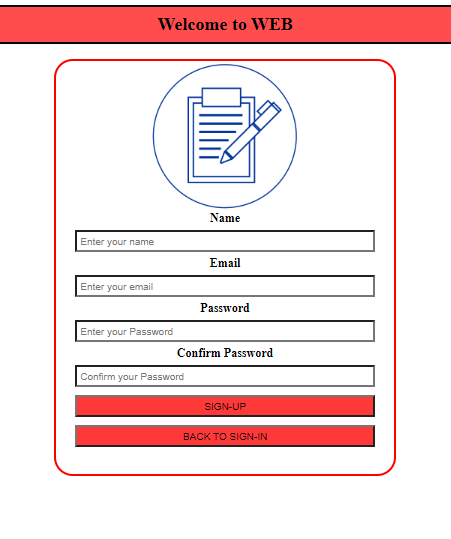 Welcome to WEB
Name
Enter your name
Email
Enter your email
Password
Enter your Password
Confirm Password
Confirm your Password
SIGN-UP
BACK TO SIGN-IN